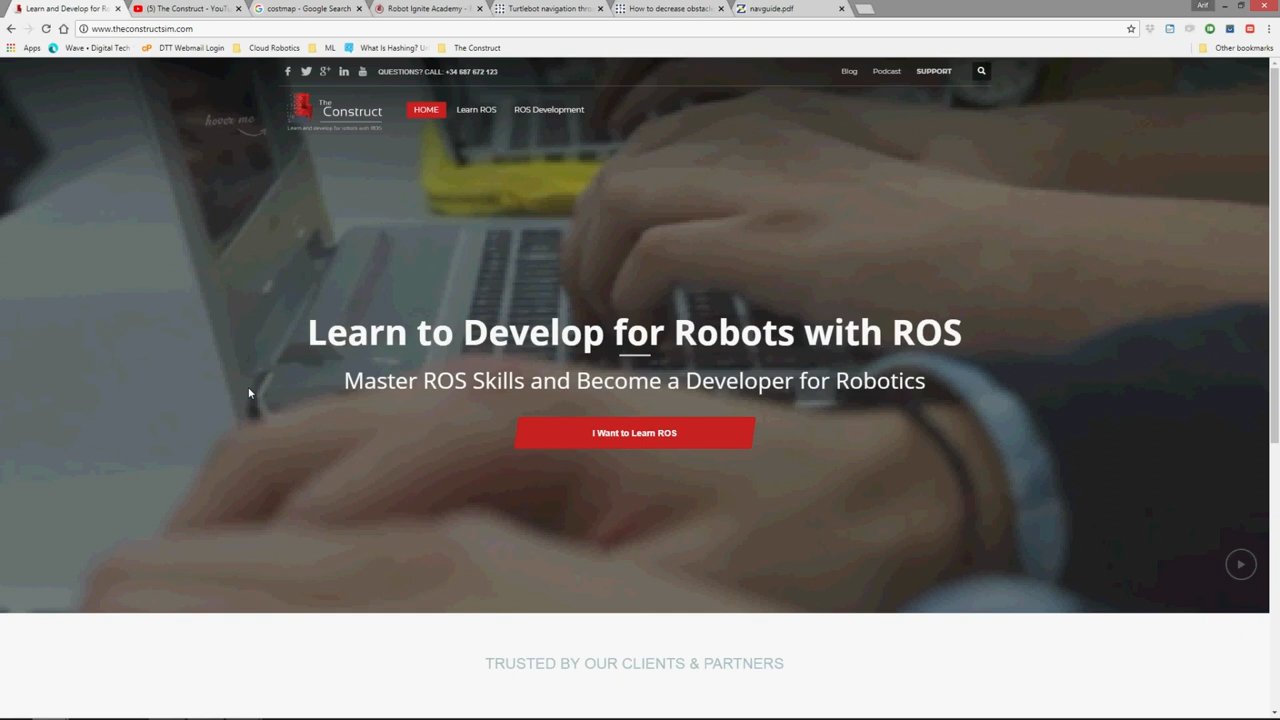 Learn and Develop for Ro
(5) The Construct - YouTu
costmap - Google Search
Robot Ignite Academy -
Turtlebot navigation thro
How to decrease obstacl
navguide.pdf
Arif
www.theconstructsim.com
Apps
Wave • Digital Tech
DTT Webmail Login
Cloud Robotics
ML
What Is Hashing? U
The Construct
Other bookmarks
QUESTIONS? CALL: +34 687 672 123
Blog
Podcast
SUPPORT
hover me
The
Construct
Learn and develop for robots with ROS
HOME
Learn ROS
ROS Development
Learn to Develop for Robots with ROS
Master ROS Skills and Become a Developer for Robotics
I Want to Learn ROS
TRUSTED BY OUR CLIENTS & PARTNERS